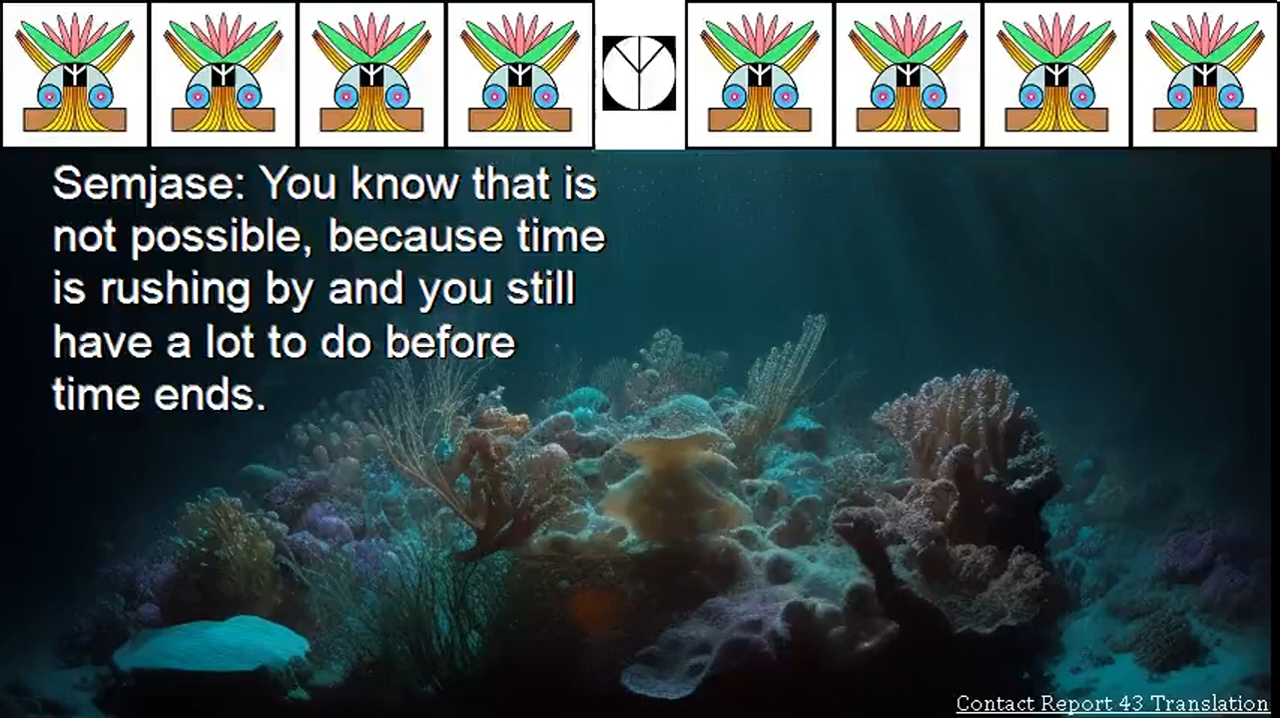 Semjase: You know that is
not possible, because time
is rushing by and you still
have a lot to do before
time ends.
Contact Report 43 Translation